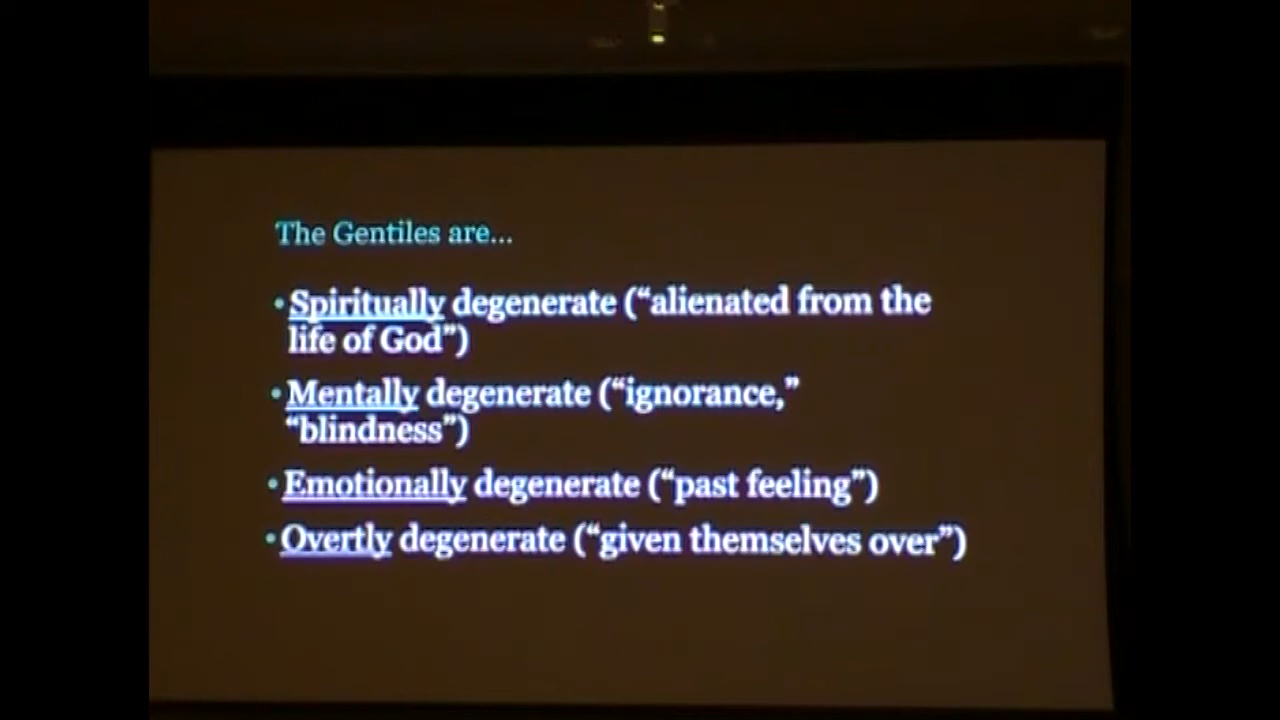 The Gentiles are...
•Spiritually degenerate (“alienated from the
life of God”)
•Mentally degenerate (“ignorance,”
“blindness”)
•Emotionally degenerate (“past feeling”)
•Overtly degenerate (“given themselves over”)